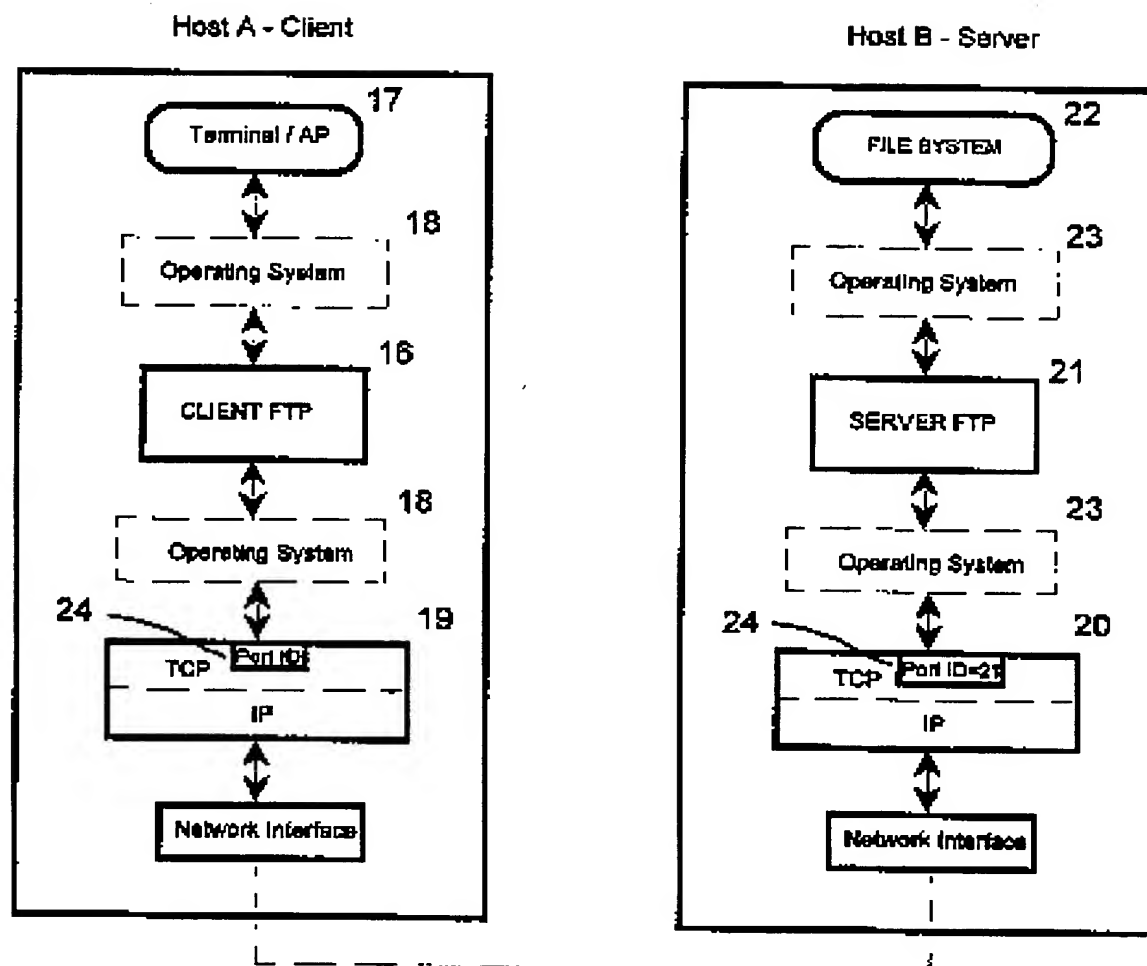 Host A - Client
17
Terminal / AP
18
Operating System
16
CLIENT FTP
18
Operating System
24
19
Port ID
TCP
IP
Network Interface
Host B - Server
22
FILE SYSTEM
23
Operating System
21
SERVER FTP
23
Operating System
24
20
Port ID=21
TCP
IP
Network Interface